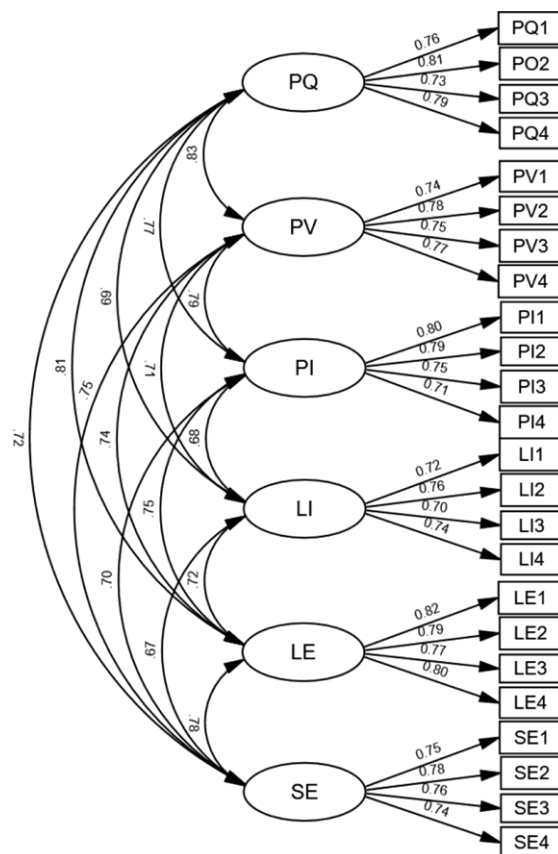 0.76
PQ1
0.81
PO2
PQ
0.73
PQ3
0.79
PQ4
.83
0.74
PV1
0.78
PV2
.77
PV
0.75
PV3
0.77
PV4
.69
.79
0.80
PI1
0.79
PI2
.81
.71
PI
0.75
PI3
.75
0.71
PI4
.72
.74
.68
0.72
LI1
0.76
LI2
.75
LI
0.70
LI3
0.74
LI4
.70
.72
0.82
LE1
0.79
LE2
.67
LE
0.77
LE3
0.80
LE4
.78
0.75
SE1
0.78
SE2
SE
0.76
SE3
0.74
SE4